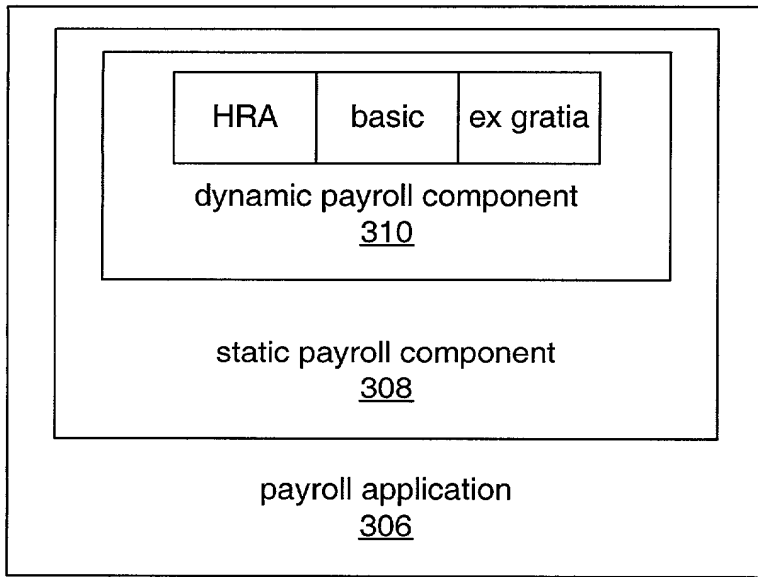 HRA basic ex gratia
dynamic payroll component
310
static payroll component
308
payroll application
306